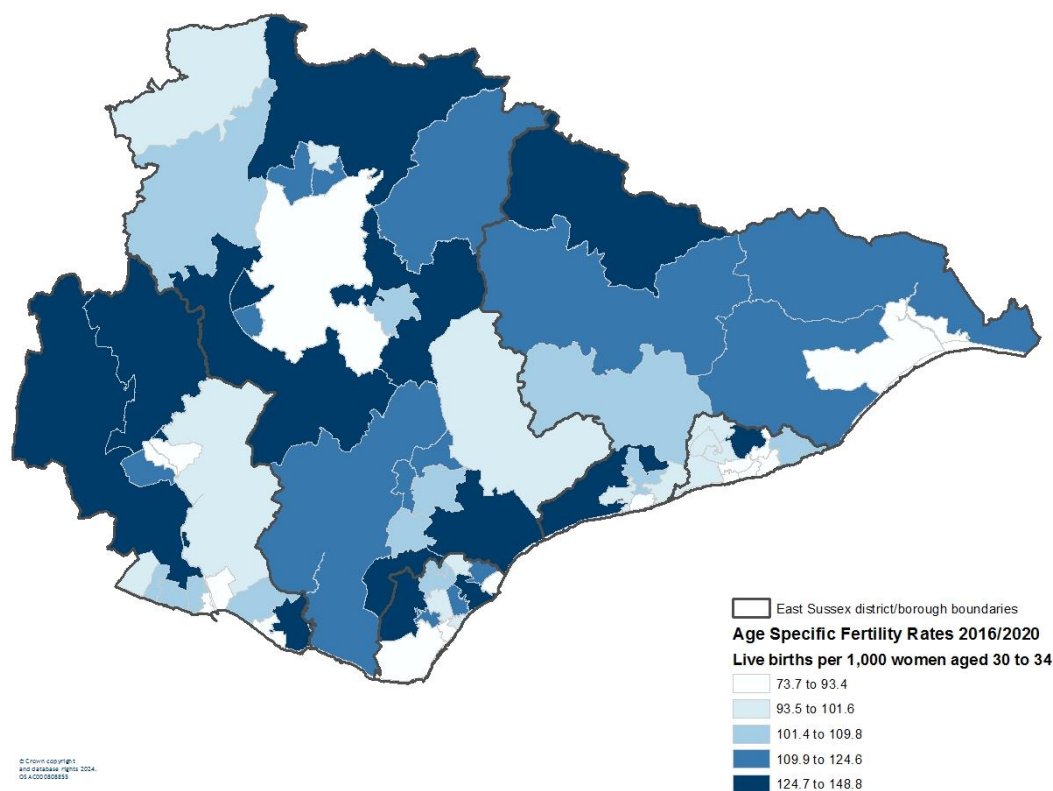 East Sussex district/borough boundaries
Age Specific Fertility Rates 2016/2020
Live births per 1,000 women aged 30 to 34
73.7 to 93.4
93.5 to 101.6
101.4 to 109.8
109.9 to 124.6
124.7 to 148.8
© Crown copyright
and database rights 2024.
OS AC0000808855